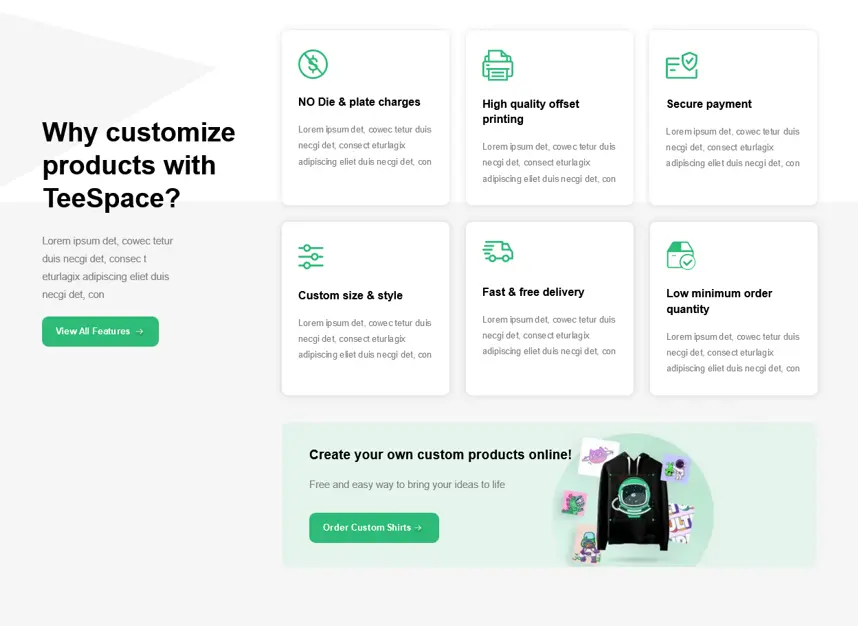 Why customize
products with
TeeSpace?
Lorem ipsum det, cowec tetur
duis necgi det, consec t
eturlagix adipiscing eliet duis
necgi det, con
View All Features →
NO Die & plate charges
Lorem ipsum det, cowec tetur duis
necgi det, consect eturlagix
adipiscing eliet duis necgi det, con
High quality offset
printing
Lorem ipsum det, cowec tetur duis
necgi det, consect eturlagix
adipiscing eliet duis necgi det, con
Secure payment
Lorem ipsum det, cowec tetur duis
necgi det, consect eturlagix
adipiscing eliet duis necgi det, con
Custom size & style
Lorem ipsum det, cowec tetur duis
necgi det, consect eturlagix
adipiscing eliet duis necgi det, con
Fast & free delivery
Lorem ipsum det, cowec tetur duis
necgi det, consect eturlagix
adipiscing eliet duis necgi det, con
Low minimum order
quantity
Lorem ipsum det, cowec tetur duis
necgi det, consect eturlagix
adipiscing eliet duis necgi det, con
Create your own custom products online!
Free and easy way to bring your ideas to life
Order Custom Shirts →